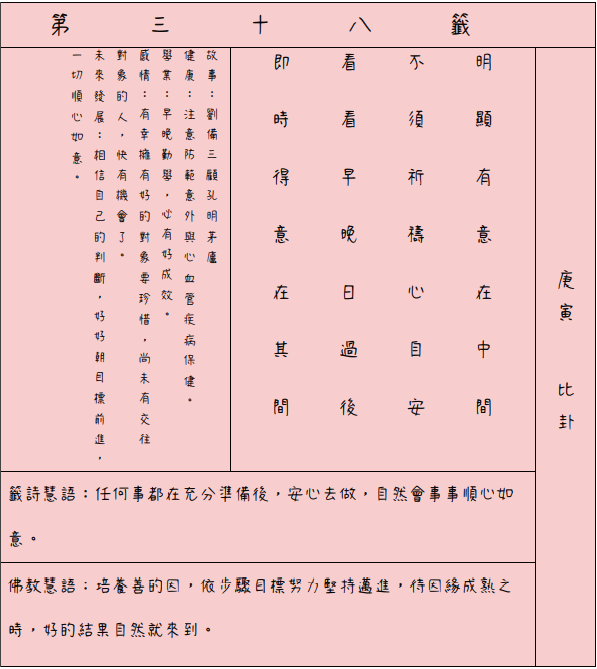 第三十八籤
庚寅 比卦
明顯有意在中間
不須祈禱心自安
看看早晚日過後
即時得意在其間
故事：劉備三顧孔明茅廬
健康：注意防範意外與心血管疾病保健。
學業：早晚勤學，必有好成效。
感情：有幸擁有好的對象要珍惜，尚未有交往
對象的人，快有機會了。
未來發展：相信自己的判斷，好好朝目標前進，
一切順心如意。
籤詩慧語：任何事都在充分準備後，安心去做，自然會事事順心如
意。
佛教慧語：培養善的因，依步驟目標努力堅持邁進，待因緣成熟之
時，好的結果自然就來到。